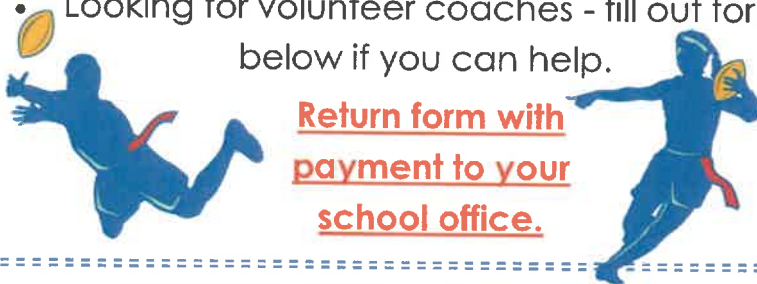 • Looking for volunteer coaches - fill out for
below if you can help.
Return form with
payment to your
school office.